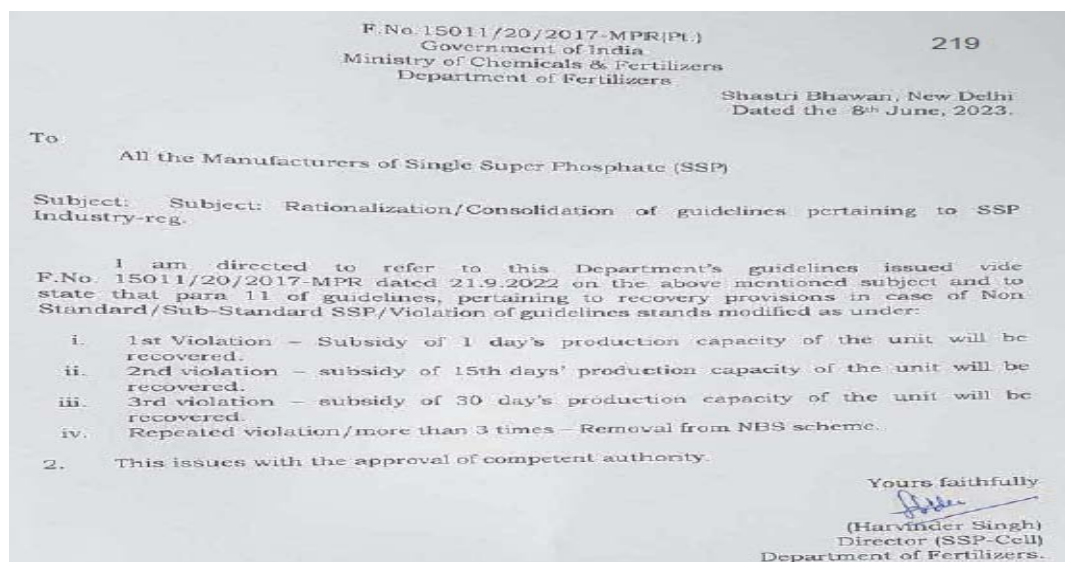 F.No.15011/20/2017-MPR(Pt.)
Government of India
219
Ministry of Chemicals & Fertilizers
Department of Fertilizers
Shastri Bhawan, New Delhi
Dated the 8th June, 2023.
To
All the Manufacturers of Single Super Phosphate (SSP)
Subject: Subject: Rationalization/Consolidation of guidelines pertaining to SSP
Industry-reg.
I am directed to refer to this Department's guidelines issued vide
F.No. 15011/20/2017-MPR dated 21.9.2022 on the above mentioned subject and to
state that para 11 of guidelines, pertaining to recovery provisions in case of Non
Standard/Sub-Standard SSP/Violation of guidelines stands modified as under:
i. 1st Violation – Subsidy of 1 day's production capacity of the unit will be
recovered.
ii. 2nd violation – subsidy of 15th days' production capacity of the unit will be
recovered.
iii. 3rd violation – subsidy of 30 day's production capacity of the unit will be
recovered.
iv. Repeated violation/more than 3 times – Removal from NBS scheme.
2. This issues with the approval of competent authority.
Yours faithfully
(Harvinder Singh)
Director (SSP-Cell)
Department of Fertilizers.